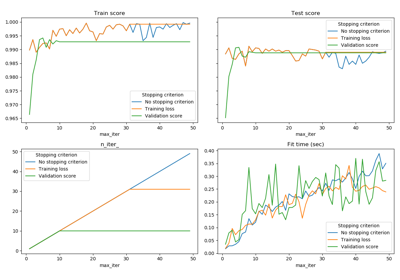 Train score
1.000
0.995
0.990
0.985
0.980
0.975
0.970
0.965
0 10 20 30 40 50
max_iter
Stopping criterion
No stopping criterion
Training loss
Validation score
Test score
0 10 20 30 40 50
max_iter
Stopping criterion
No stopping criterion
Training loss
Validation score
n_iter_
50
40
30
20
10
0
0 10 20 30 40 50
max_iter
Stopping criterion
No stopping criterion
Training loss
Validation score
Fit time (sec)
0.40
0.35
0.30
0.25
0.20
0.15
0.10
0.05
0.00
0 10 20 30 40 50
max_iter
Stopping criterion
No stopping criterion
Training loss
Validation score